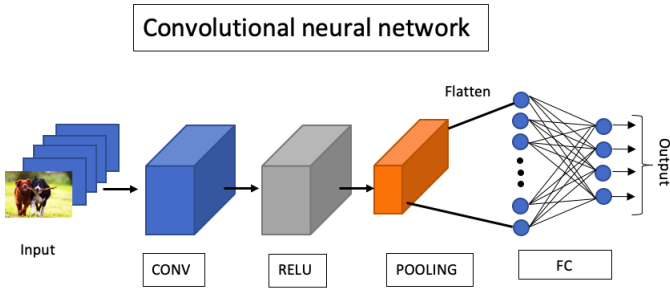 Convolutional neural network
Flatten
Output
Input
CONV
RELU
POOLING
FC